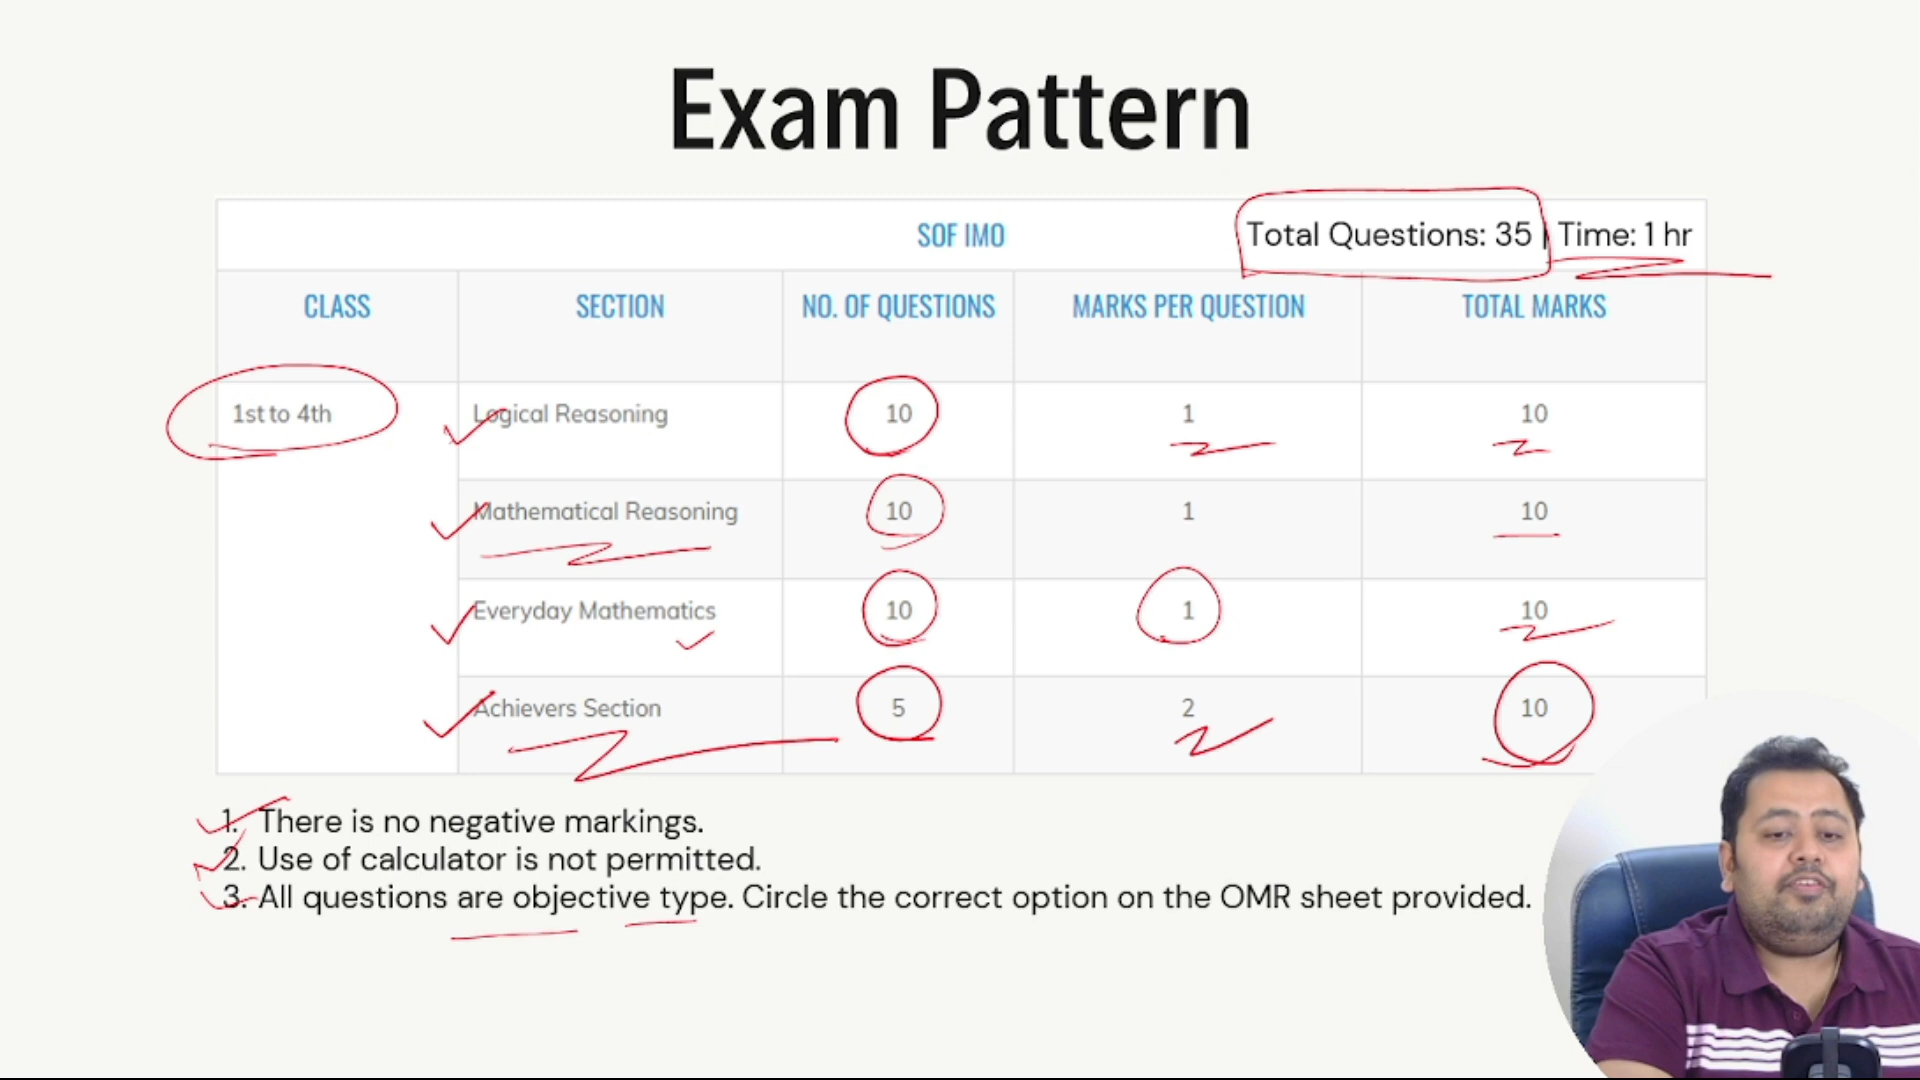 Exam Pattern
SOF IMO Total Questions: 35 | Time: 1 hr
CLASS SECTION NO. OF QUESTIONS MARKS PER QUESTION TOTAL MARKS
1st to 4th Logical Reasoning 10 1 10
Mathematical Reasoning 10 1 10
Everyday Mathematics 10 1 10
Achievers Section 5 2 10
1. There is no negative markings.
2. Use of calculator is not permitted.
3. All questions are objective type. Circle the correct option on the OMR sheet provided.